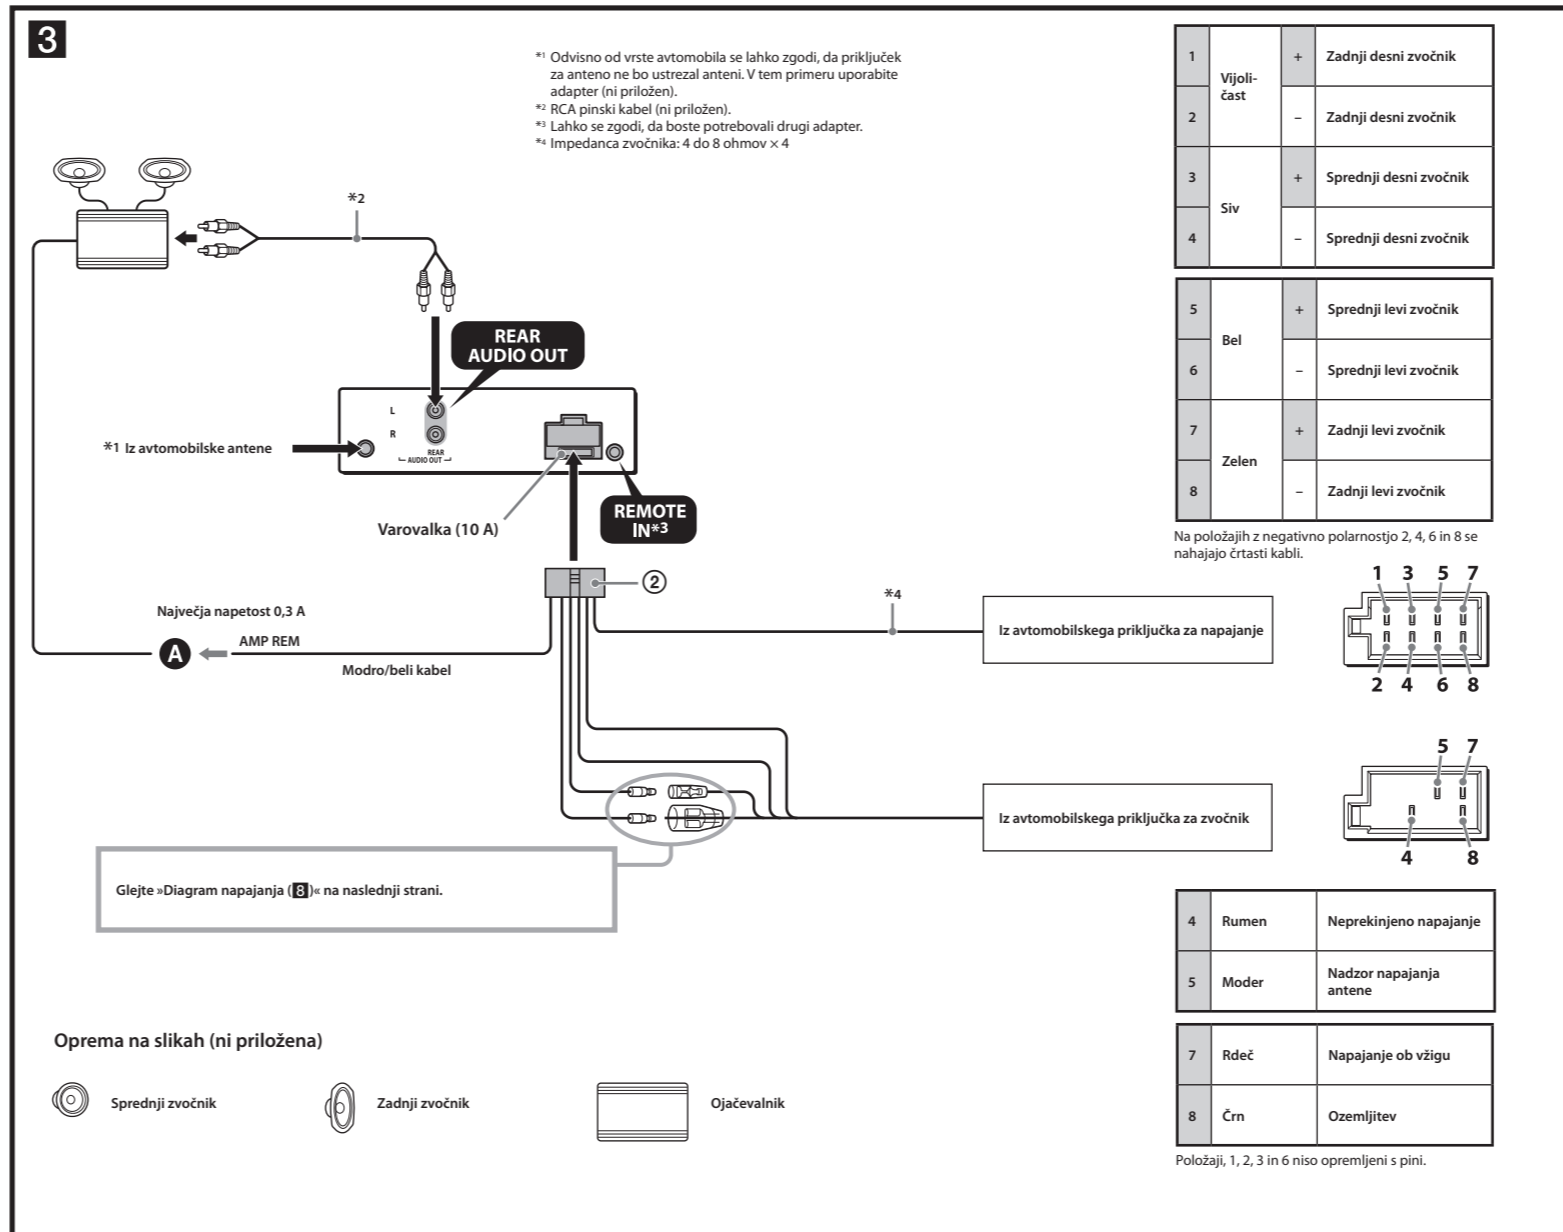 3
*1 Odvisno od vrste avtomobila se lahko zgodi, da priključek
za anteno ne bo ustrezal anteni. V tem primeru uporabite
adapter (ni priložen).
*2 RCA pinski kabel (ni priložen).
*3 Lahko se zgodi, da boste potrebovali drugi adapter.
*4 Impedanca zvočnika: 4 do 8 ohmov × 4
*2
REAR
AUDIO OUT
L
R
REAR
AUDIO OUT
*1 Iz avtomobilske antene
Varovalka (10 A)
REMOTE
IN*3
②
Največja napetost 0,3 A
A
AMP REM
Modro/beli kabel
*4
Iz avtomobilskega priključka za napajanje
Iz avtomobilskega priključka za zvočnik
Glejte »Diagram napajanja (8)« na naslednji strani.
Oprema na slikah (ni priložena)
Sprednji zvočnik
Zadnji zvočnik
Ojačevalnik
1 Vijoli-
čast + Zadnji desni zvočnik
2 – Zadnji desni zvočnik
3 Siv + Sprednji desni zvočnik
4 – Sprednji desni zvočnik
5 Bel + Sprednji levi zvočnik
6 – Sprednji levi zvočnik
7 Zelen + Zadnji levi zvočnik
8 – Zadnji levi zvočnik
Na položajih z negativno polarnostjo 2, 4, 6 in 8 se
nahajajo črtasti kabli.
1 3 5 7
2 4 6 8
5 7
4 8
4 Rumen Neprekinjeno napajanje
5 Moder Nadzor napajanja
antene
7 Rdeč Napajanje ob vžigu
8 Črn Ozemljitev
Položaji, 1, 2, 3 in 6 niso opremljeni s pini.